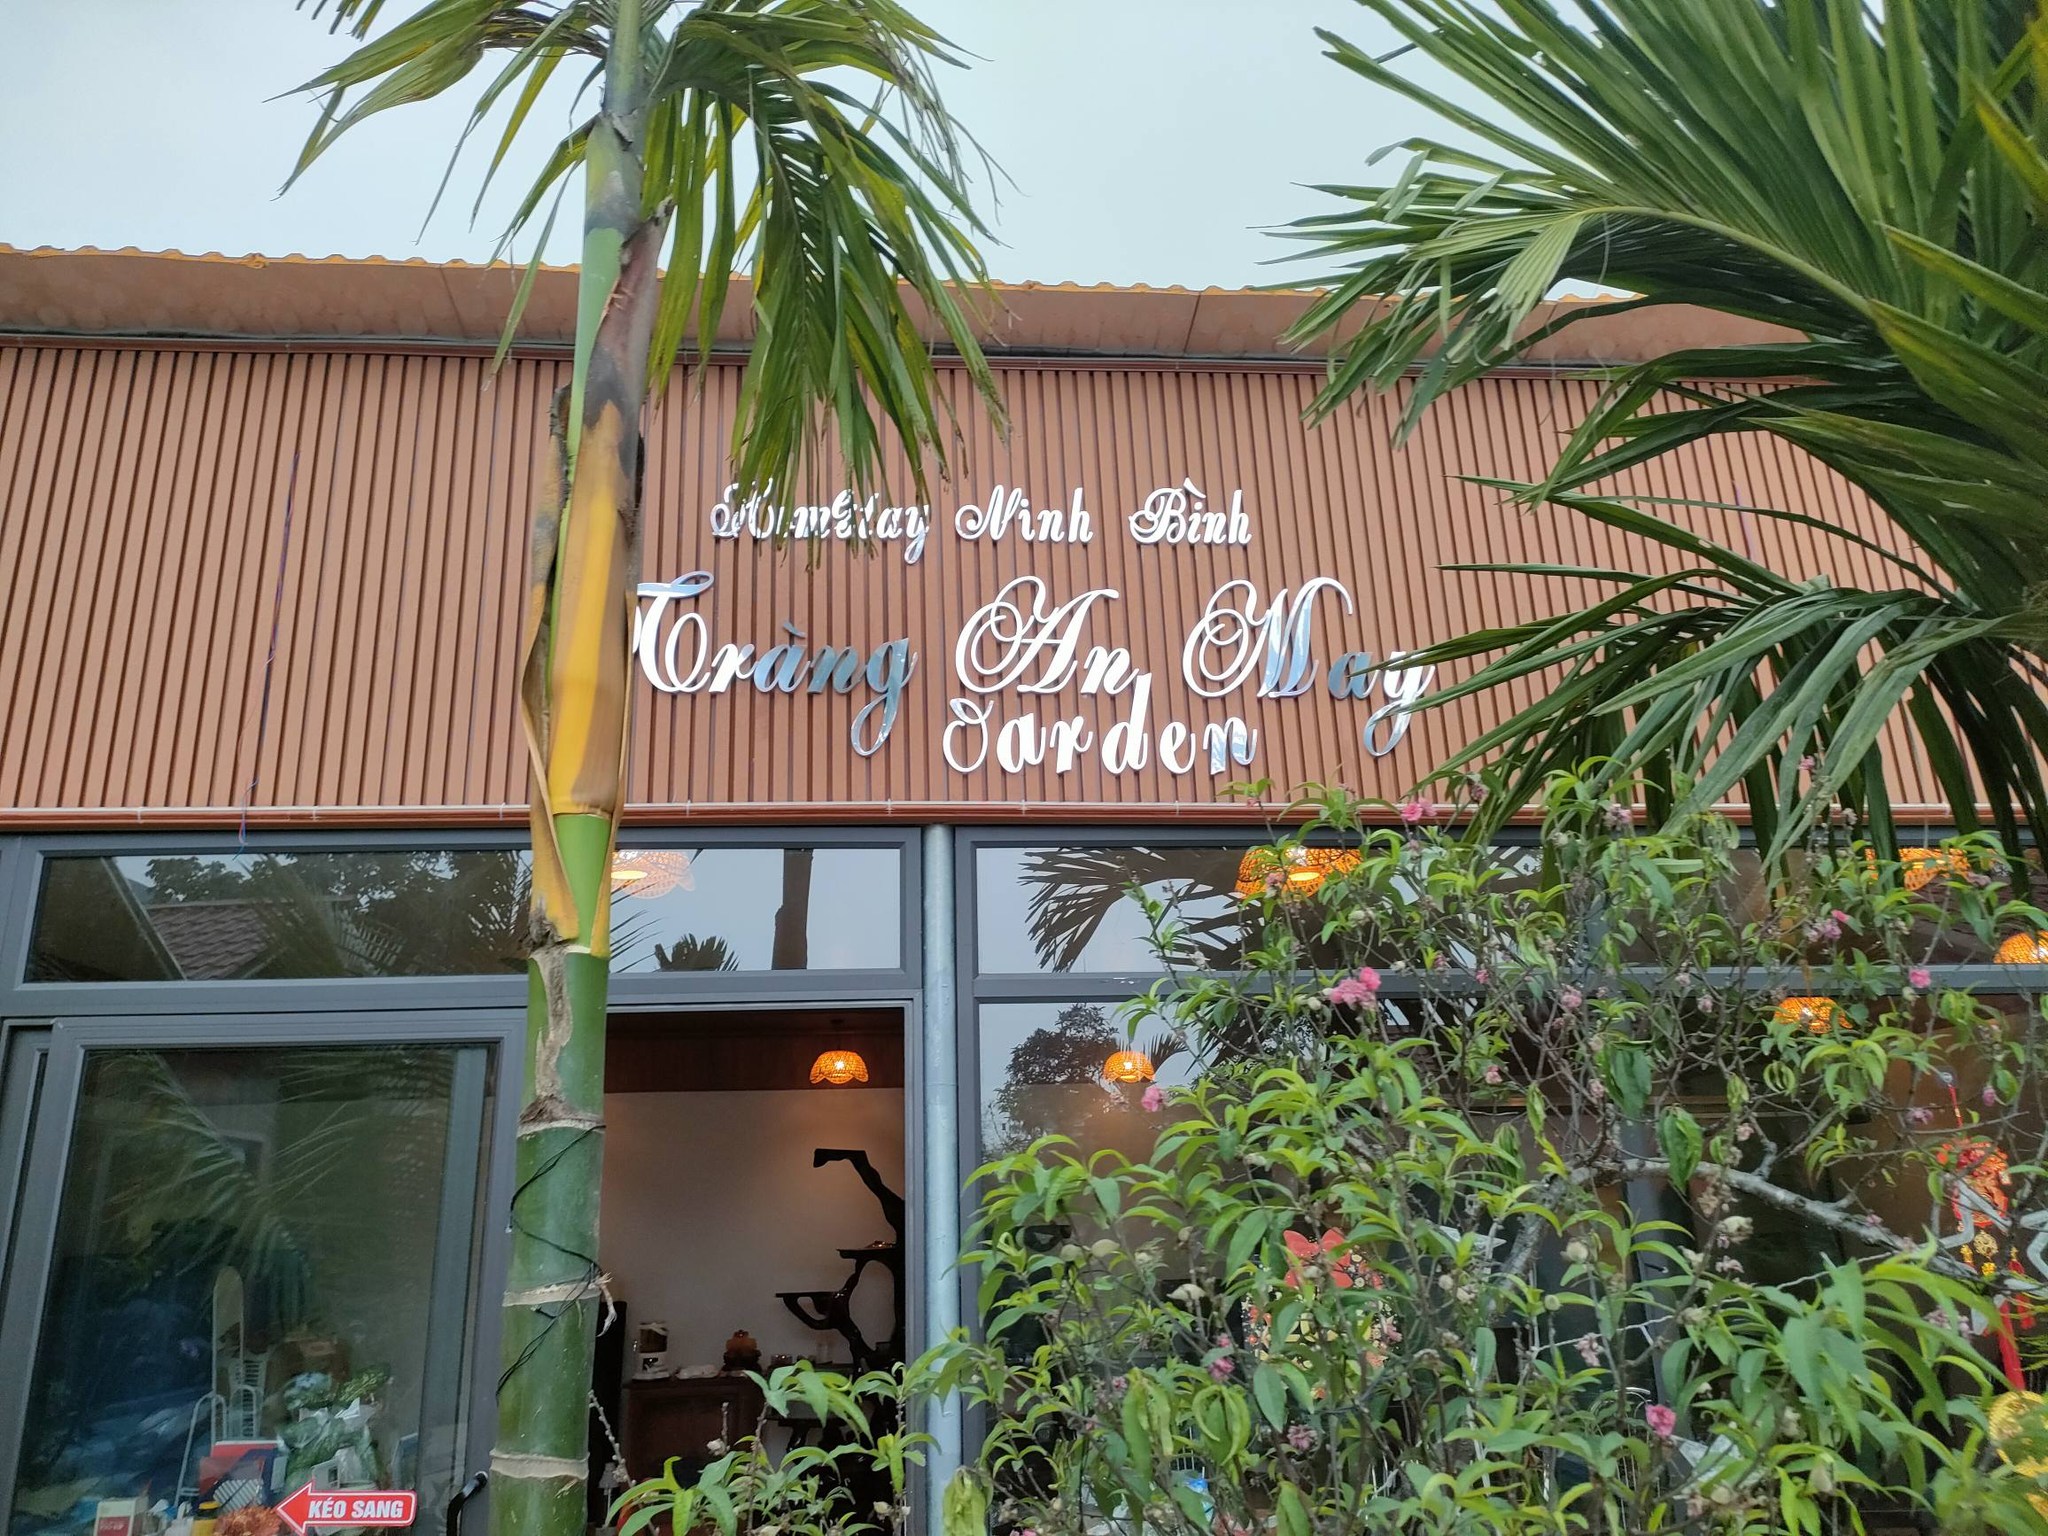 HomeStay Ninh Bình
Tràng An May
Garden
KÉO SANG